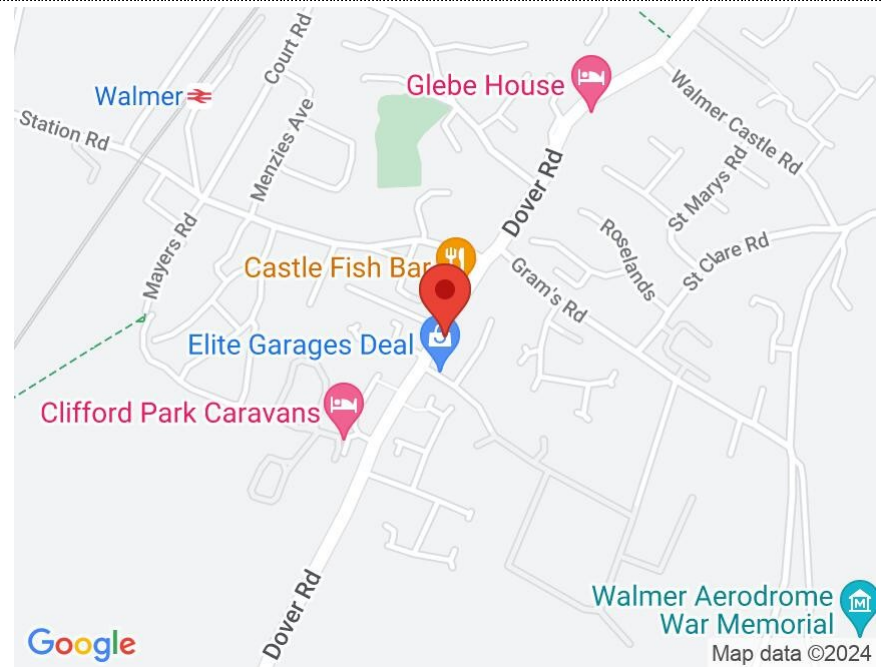 Court Rd
Glebe House
Walmer
Station Rd
Menzies Ave
Walmer Castle Rd
Dover Rd
St Marys Rd
Mayers Rd
Roselands
St Clare Rd
Castle Fish Bar
Gram's Rd
Elite Garages Deal
Clifford Park Caravans
Dover Rd
Walmer Aerodrome
War Memorial
M
Google
Map data ©2024